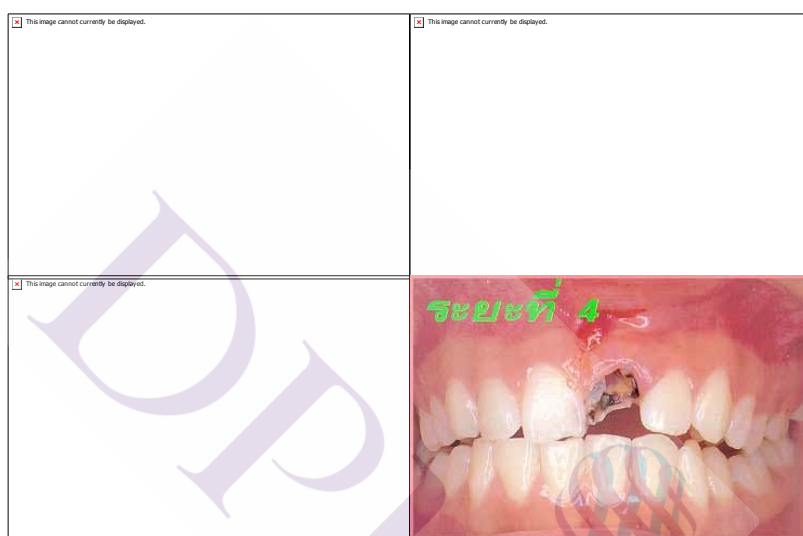 This image cannot currently be displayed.
This image cannot currently be displayed.
This image cannot currently be displayed.
ระยะที่ 4
DP